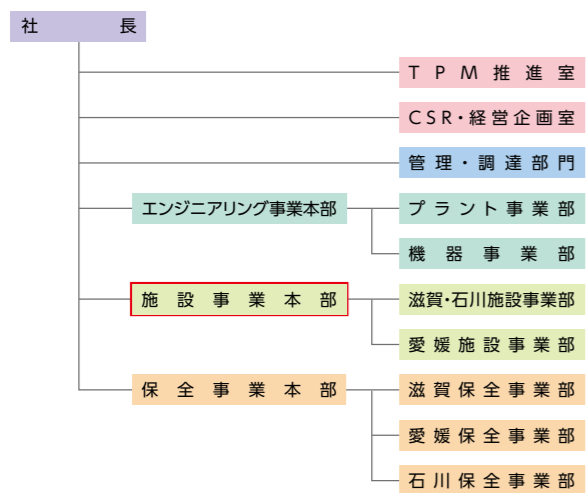 社長
TPM推進室
CSR・経営企画室
管理・調達部門
エンジニアリング事業本部
プラント事業部
機器事業部
施設事業本部
滋賀・石川施設事業部
愛媛施設事業部
保全事業本部
滋賀保全事業部
愛媛保全事業部
石川保全事業部